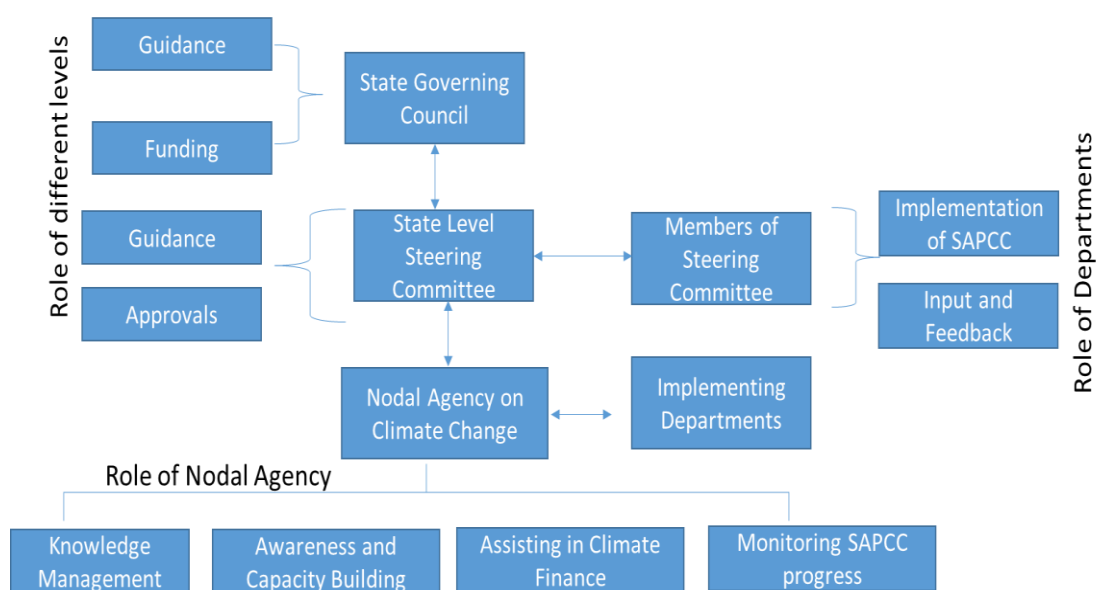 Role of different levels
Guidance
Funding
State Governing
Council
Guidance
Approvals
State Level
Steering
Committee
Members of
Steering
Committee
Implementation
of SAPCC
Input and
Feedback
Role of Departments
Nodal Agency on
Climate Change
Implementing
Departments
Role of Nodal Agency
Knowledge
Management
Awareness and
Capacity Building
Assisting in Climate
Finance
Monitoring SAPCC
progress